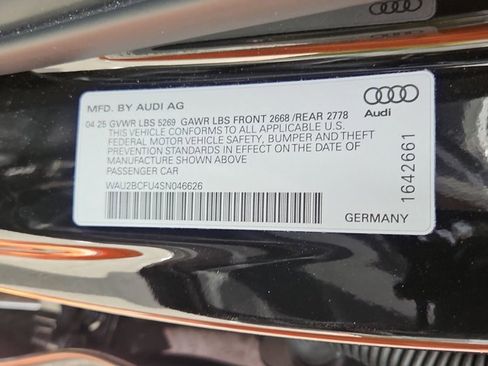 MFD. BY AUDI AG
04 25 GVWR LBS 5269 GAWR LBS FRONT 2668 /REAR 2778
THIS VEHICLE CONFORMS TO ALL APPLICABLE U.S.
FEDERAL MOTOR VEHICLE SAFETY, BUMPER AND THEFT
PREVENTION STANDARDS IN EFFECT ON THE DATE OF
MANUFACTURE SHOWN ABOVE
PASSENGER CAR
WAU2BCFU4SN046626
Audi
1642661
GERMANY